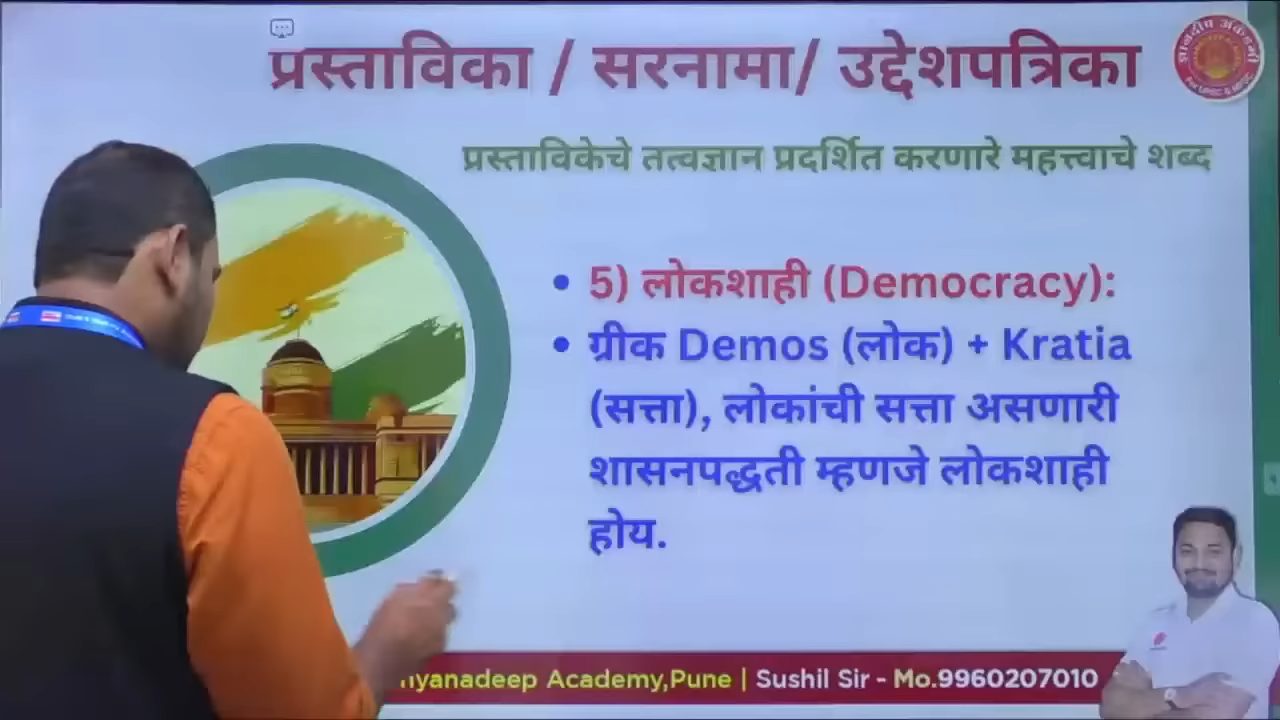 प्रस्ताविका / सरनामा/ उद्देशपत्रिका
प्रस्ताविकेचे तत्वज्ञान प्रदर्शित करणारे महत्त्वाचे शब्द
• 5) लोकशाही (Democracy):
• ग्रीक Demos (लोक) + Kratia
(सत्ता), लोकांची सत्ता असणारी
शासनपद्धती म्हणजे लोकशाही
होय.
nyanadeep Academy,Pune | Sushil Sir - Mo.9960207010